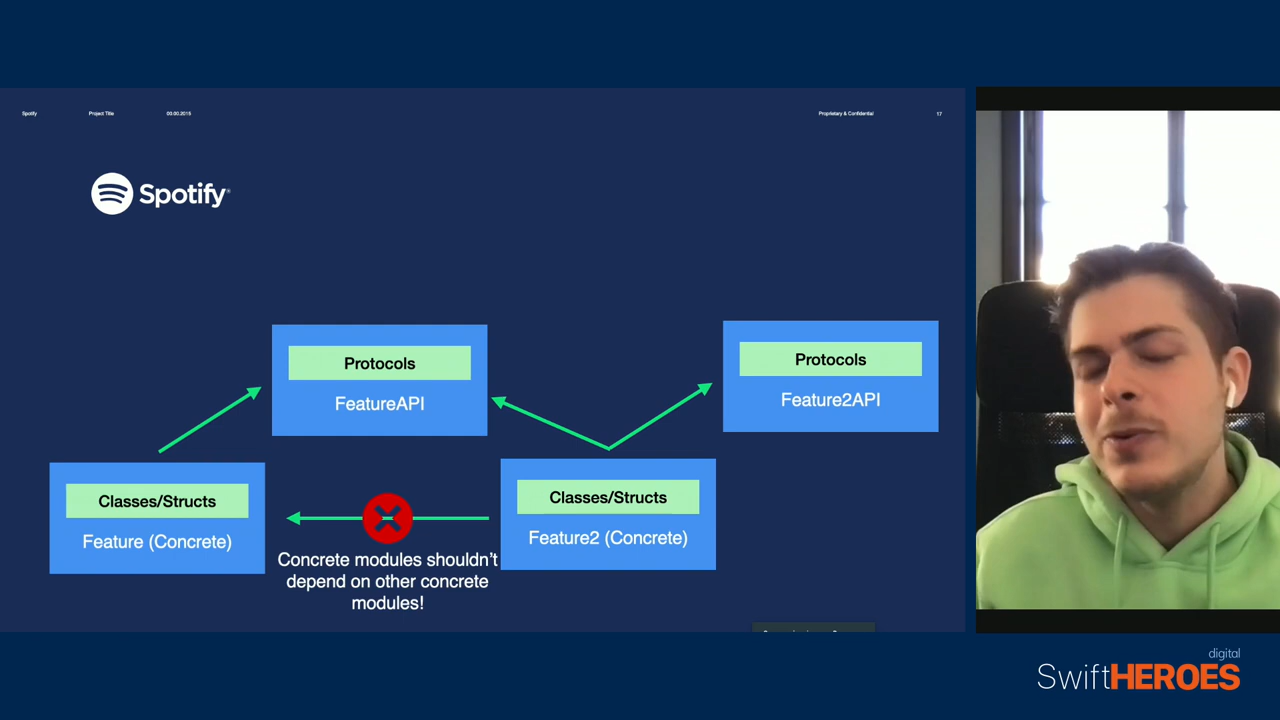 Spotify
Project Title
00.00.2015
Proprietary & Confidential
17
Spotify®
Protocols
FeatureAPI
Protocols
Feature2API
Classes/Structs
Feature (Concrete)
Classes/Structs
Feature2 (Concrete)
Concrete modules shouldn't
depend on other concrete
modules!
digital
SwiftHEROES